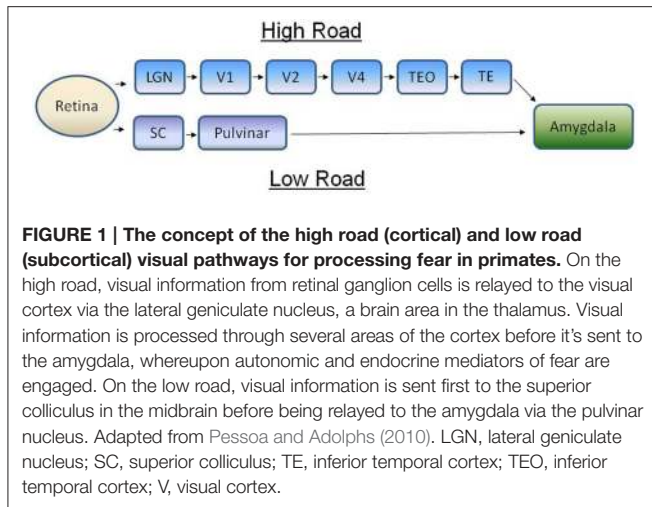 High Road
LGN V1 V2 V4 TEO TE
Retina
Amygdala
SC Pulvinar
Low Road
FIGURE 1 | The concept of the high road (cortical) and low road
(subcortical) visual pathways for processing fear in primates. On the
high road, visual information from retinal ganglion cells is relayed to the visual
cortex via the lateral geniculate nucleus, a brain area in the thalamus. Visual
information is processed through several areas of the cortex before it's sent to
the amygdala, whereupon autonomic and endocrine mediators of fear are
engaged. On the low road, visual information is sent first to the superior
colliculus in the midbrain before being relayed to the amygdala via the pulvinar
nucleus. Adapted from Pessoa and Adolphs (2010). LGN, lateral geniculate
nucleus; SC, superior colliculus; TE, inferior temporal cortex; TEO, inferior
temporal cortex; V, visual cortex.